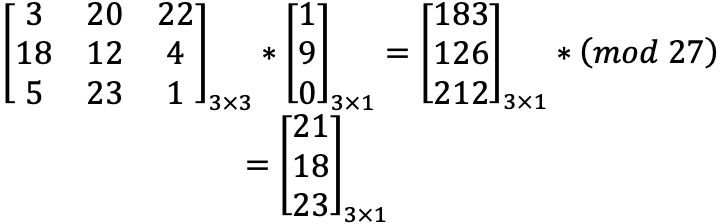 [3 20 22; 18 12 4; 5 23 1]3×3 * [1; 9; 0]3×1 = [183; 126; 212]3×1 * (mod 27)
= [21; 18; 23]3×1